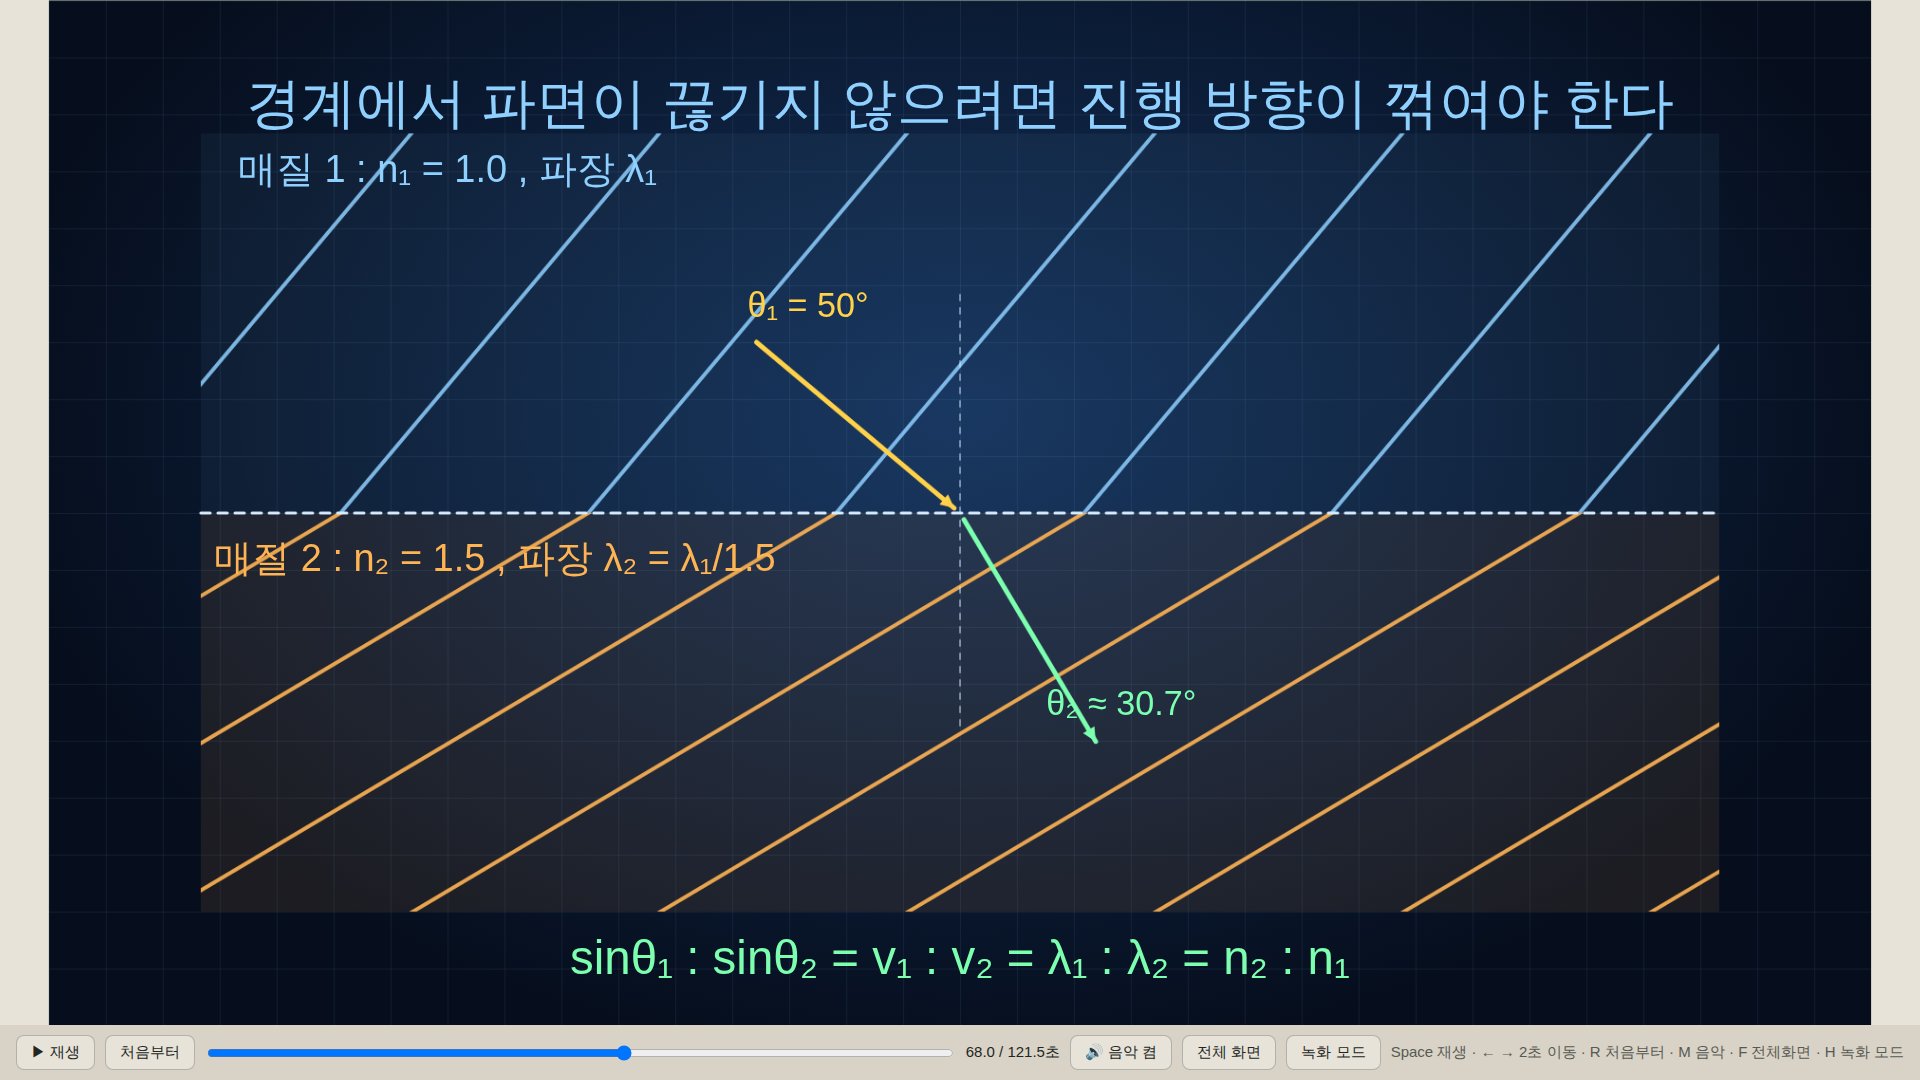 경계에서 파면이 끊기지 않으려면 진행 방향이 꺾여야 한다
매질 1 : n₁ = 1.0 , 파장 λ₁
θ₁ = 50°
매질 2 : n₂ = 1.5 , 파장 λ₂ = λ₁/1.5
θ₂ ≈ 30.7°
sinθ₁ : sinθ₂ = v₁ : v₂ = λ₁ : λ₂ = n₂ : n₁
▶ 재생 처음부터 68.0 / 121.5초 🔊 음악 켬 전체 화면 녹화 모드 Space 재생 · ← → 2초 이동 · R 처음부터 · M 음악 · F 전체화면 · H 녹화 모드